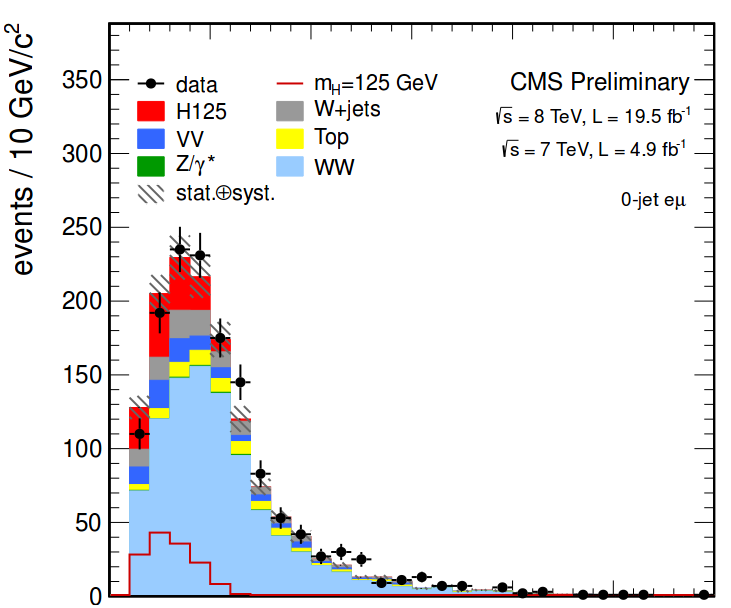 events / 10 GeV/c²
350
300
250
200
150
100
50
0
data
H125
VV
Z/γ*
stat.⊕syst.
m_H=125 GeV
W+jets
Top
WW
CMS Preliminary
√s = 8 TeV, L = 19.5 fb⁻¹
√s = 7 TeV, L = 4.9 fb⁻¹
0-jet eμ